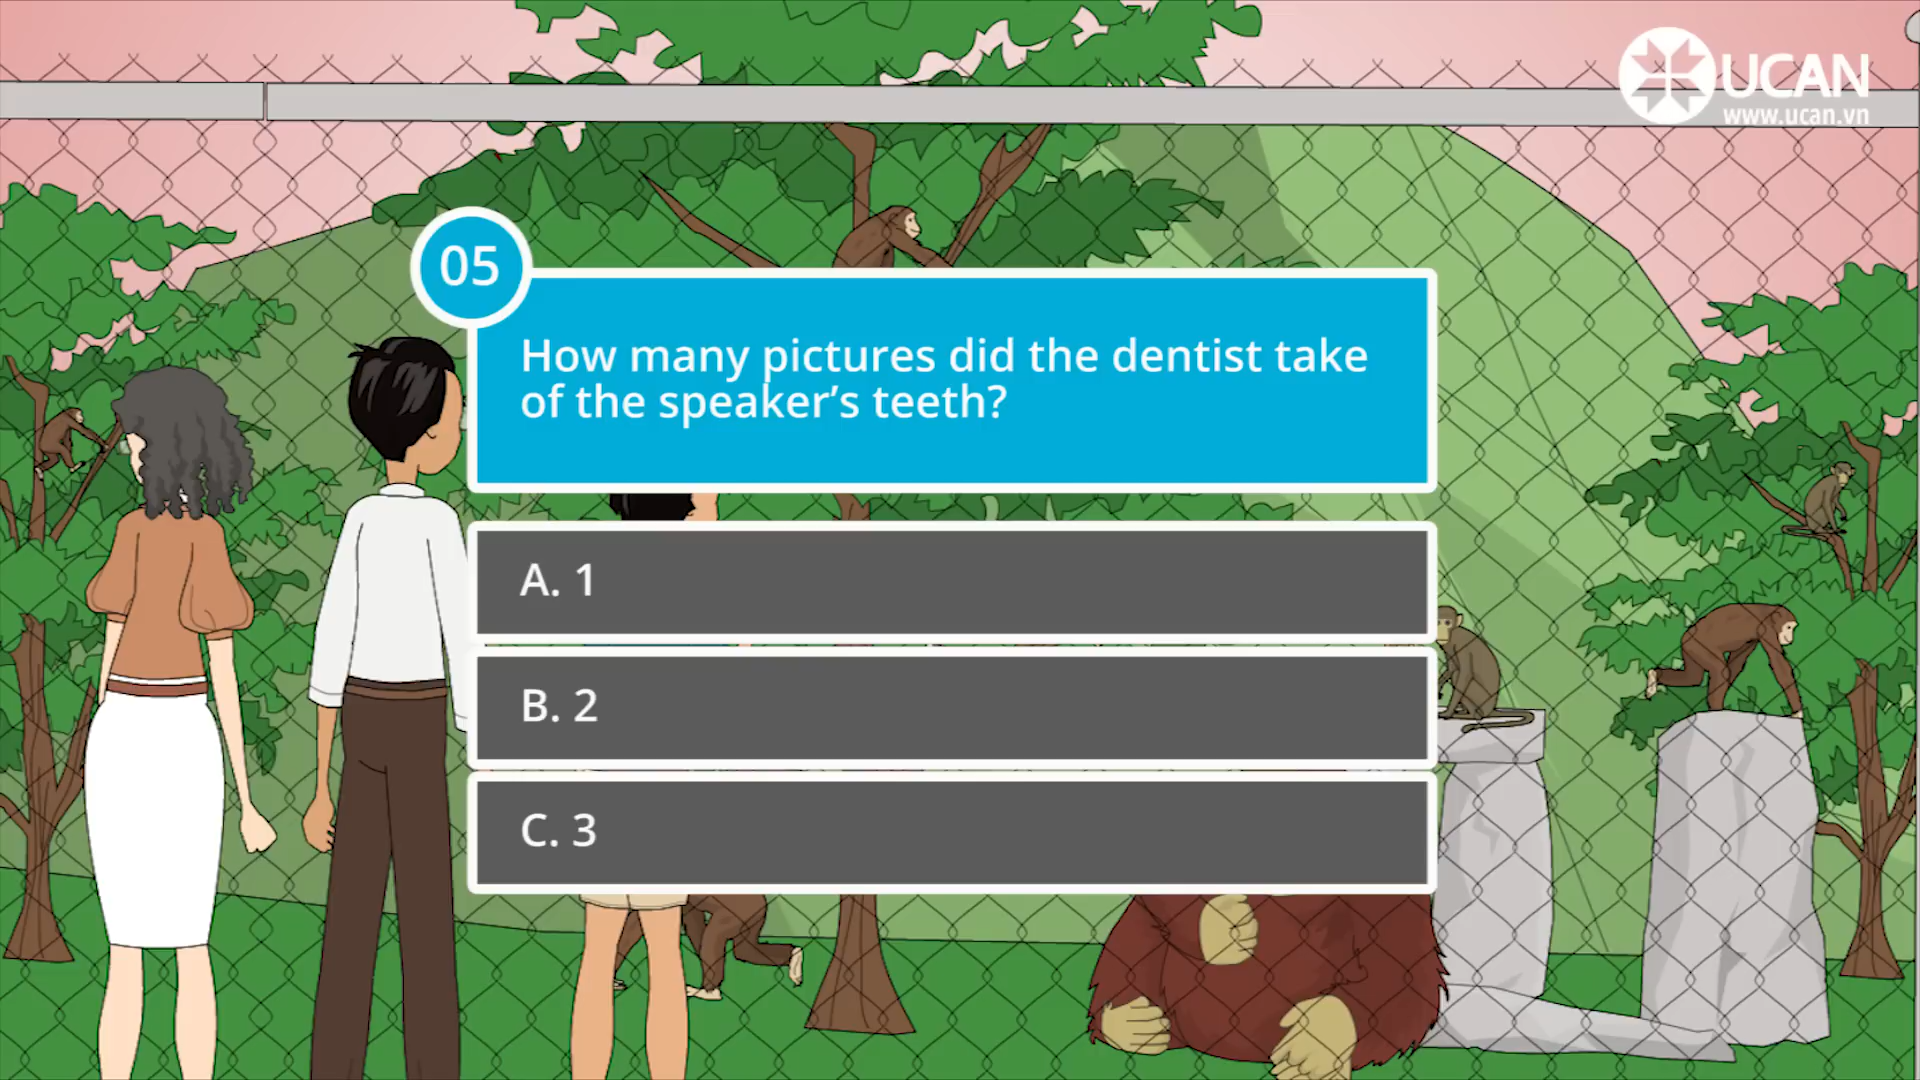 UCAN
www.ucan.vn
05
How many pictures did the dentist take
of the speaker’s teeth?
A. 1
B. 2
C. 3